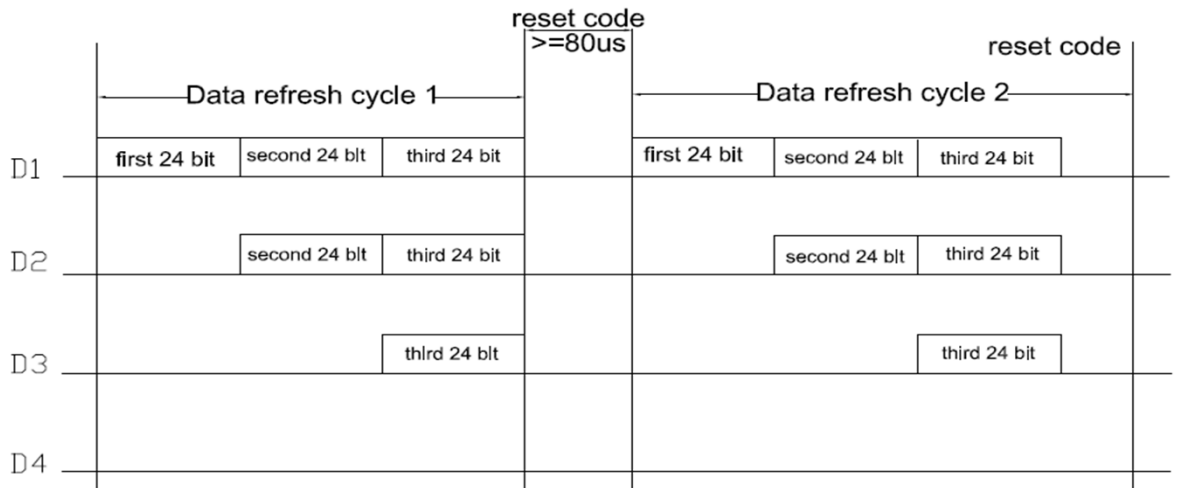 reset code
>=80us
reset code
Data refresh cycle 1
Data refresh cycle 2
D1 first 24 bit second 24 blt third 24 bit first 24 bit second 24 blt third 24 bit
D2 second 24 blt third 24 bit second 24 blt third 24 bit
D3 thlrd 24 blt third 24 bit
D4